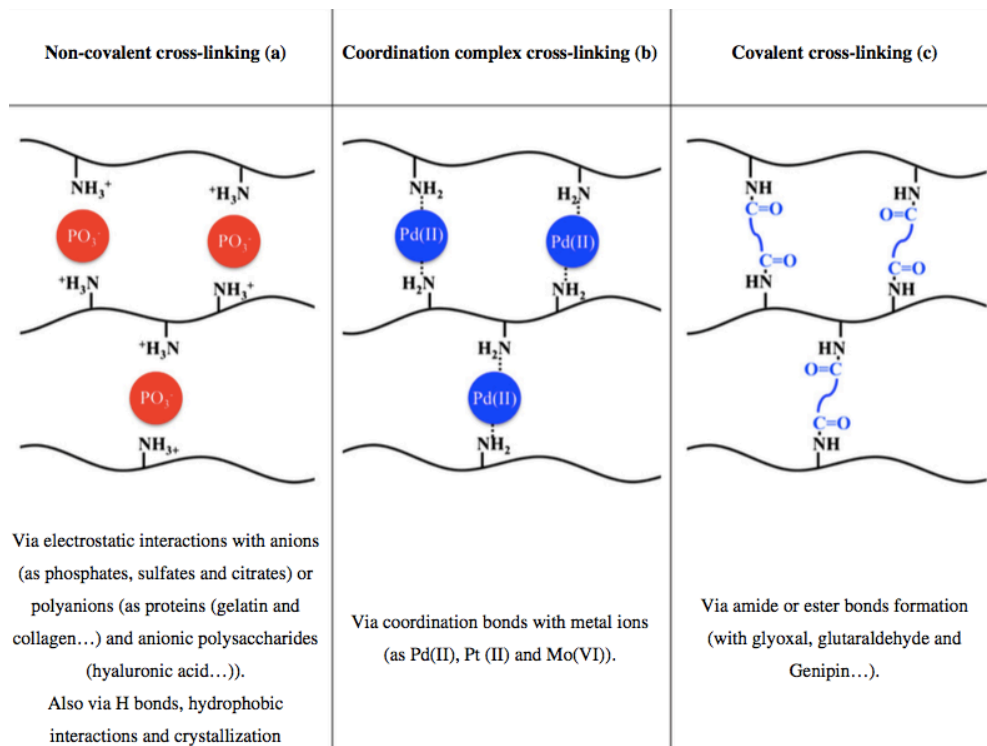 Non-covalent cross-linking (a)
Coordination complex cross-linking (b)
Covalent cross-linking (c)
NH₃⁺
⁺H₃N
PO₃⁻
PO₃⁻
⁺H₃N
NH₃⁺
⁺H₃N
PO₃⁻
NH₃₊
NH₂
H₂N
Pd(II)
Pd(II)
H₂N
NH₂
H₂N
Pd(II)
NH₂
NH
HN
C=O
O=C
C=O
C=O
HN
NH
HN
O=C
C=O
NH
Via electrostatic interactions with anions
(as phosphates, sulfates and citrates) or
polyanions (as proteins (gelatin and
collagen…) and anionic polysaccharides
(hyaluronic acid…)).
Also via H bonds, hydrophobic
interactions and crystallization
Via coordination bonds with metal ions
(as Pd(II), Pt (II) and Mo(VI)).
Via amide or ester bonds formation
(with glyoxal, glutaraldehyde and
Genipin…).